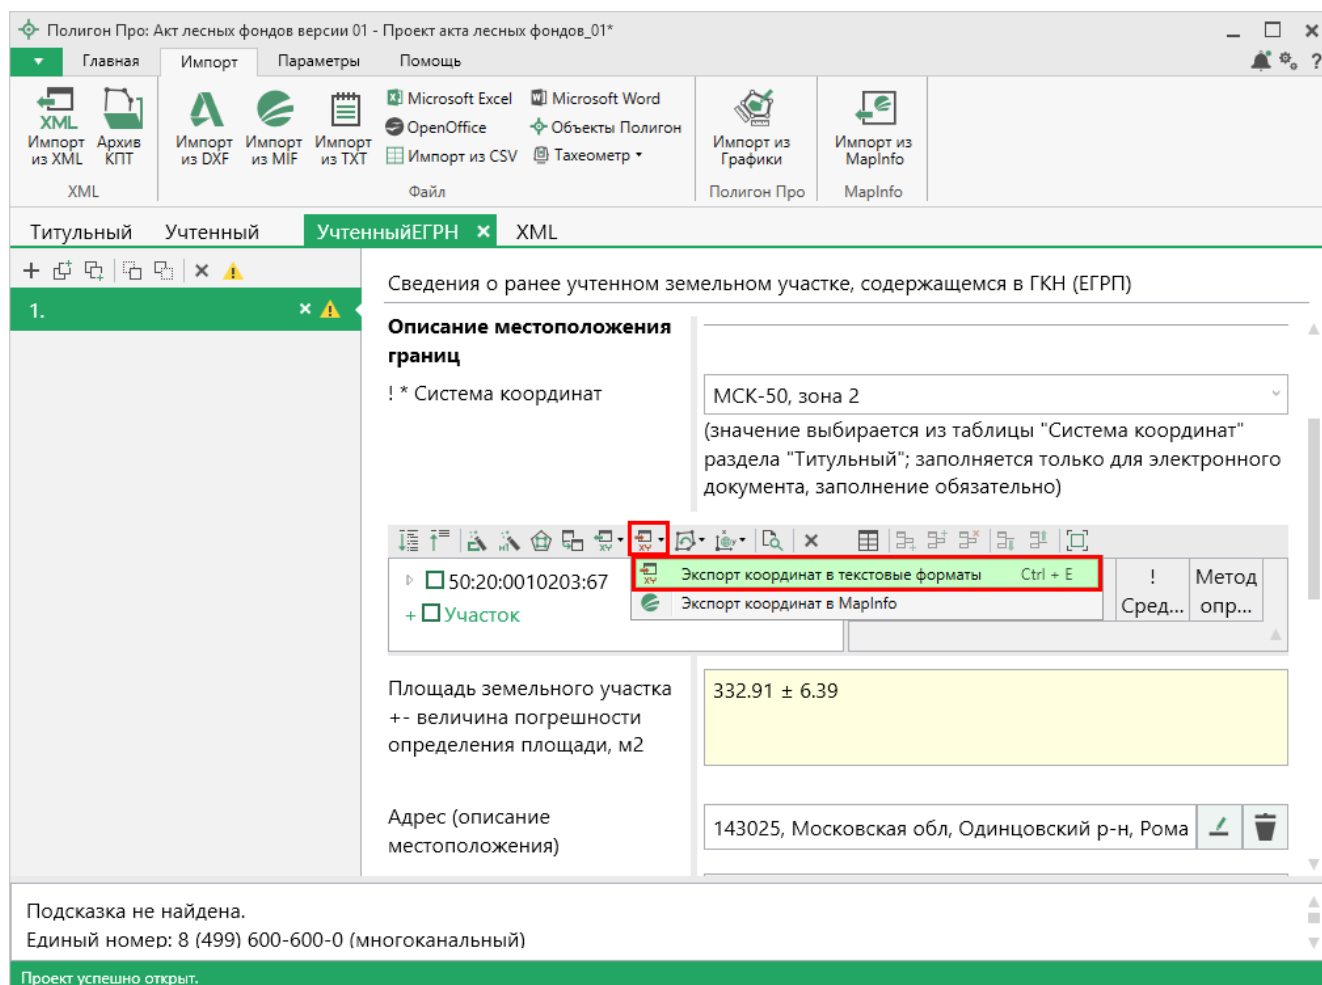 Полигон Про: Акт лесных фондов версии 01 - Проект акта лесных фондов_01*
Главная Импорт Параметры Помощь
Импорт из XML
Архив КПТ
XML
Импорт из DXF
Импорт из MIF
Импорт из TXT
Microsoft Excel
Microsoft Word
OpenOffice
Объекты Полигон
Импорт из CSV
Тахеометр
Файл
Импорт из Графики
Полигон Про
Импорт из MapInfo
MapInfo
Титульный Учтенный УчтенныйЕГРН XML
1.
Сведения о ранее учтенном земельном участке, содержащемся в ГКН (ЕГРП)
Описание местоположения
границ
! * Система координат
МСК-50, зона 2
(значение выбирается из таблицы "Система координат"
раздела "Титульный"; заполняется только для электронного
документа, заполнение обязательно)
50:20:0010203:67
+ Участок
Экспорт координат в текстовые форматы Ctrl + E
Экспорт координат в MapInfo
! Сред...
Метод опр...
Площадь земельного участка
+- величина погрешности
определения площади, м2
332.91 ± 6.39
Адрес (описание
местоположения)
143025, Московская обл, Одинцовский р-н, Рома
Подсказка не найдена.
Единый номер: 8 (499) 600-600-0 (многоканальный)
Проект успешно открыт.